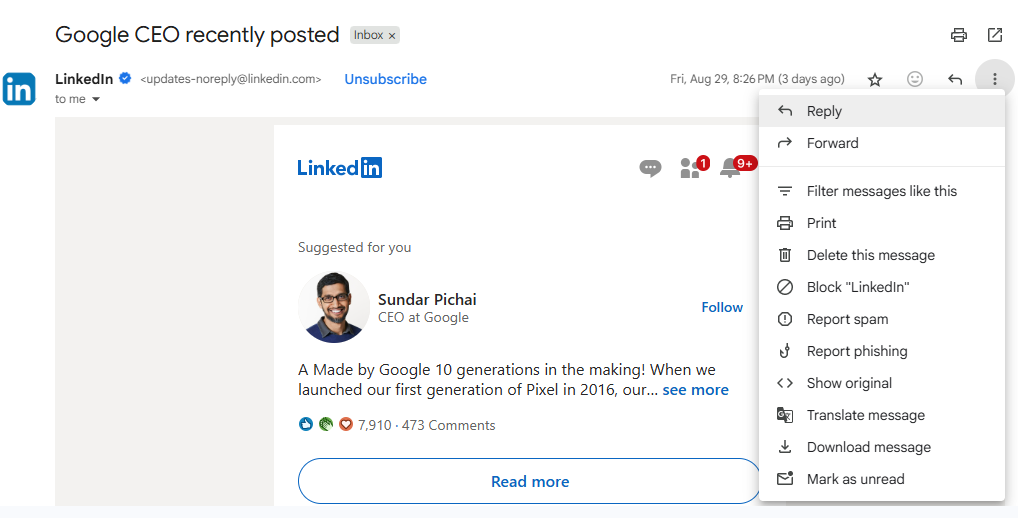 Google CEO recently posted Inbox ×
LinkedIn <updates-noreply@linkedin.com> Unsubscribe Fri, Aug 29, 8:26 PM (3 days ago)
to me
in
LinkedIn 1 9+
Suggested for you
Sundar Pichai
CEO at Google
Follow
A Made by Google 10 generations in the making! When we
launched our first generation of Pixel in 2016, our... see more
7,910 · 473 Comments
Read more
Reply
Forward
Filter messages like this
Print
Delete this message
Block "LinkedIn"
Report spam
Report phishing
Show original
Translate message
Download message
Mark as unread